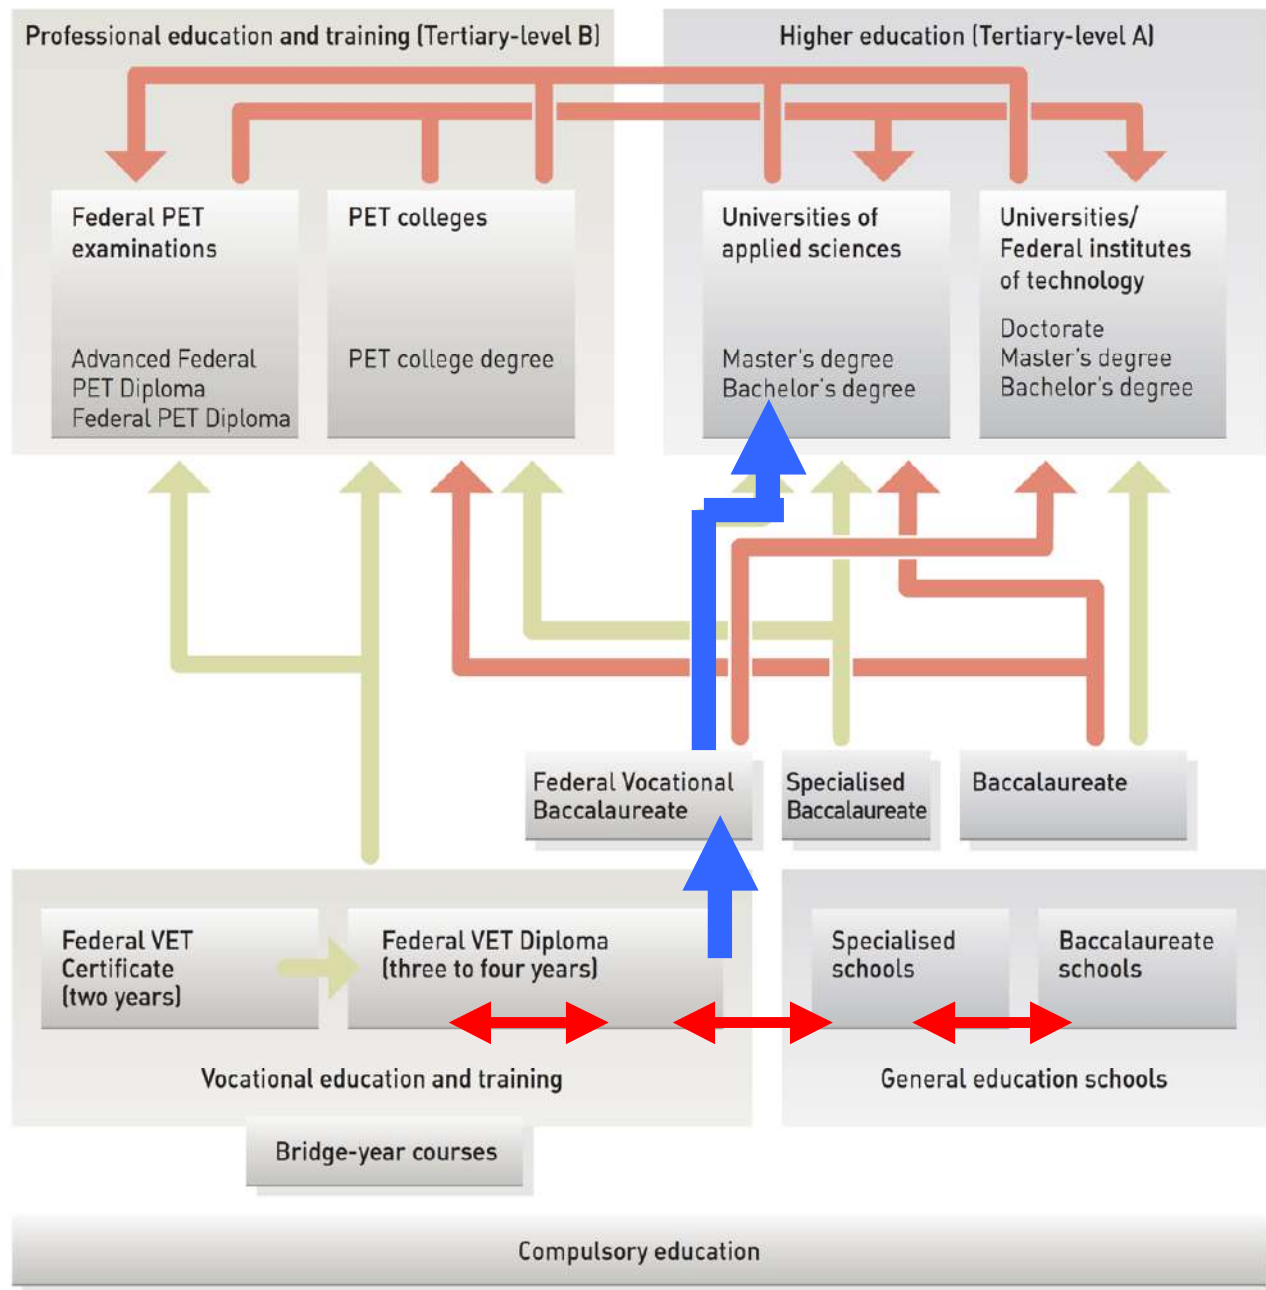 Professional education and training (Tertiary-level B)
Higher education (Tertiary-level A)
Federal PET
examinations
Advanced Federal
PET Diploma
Federal PET Diploma
PET colleges
PET college degree
Universities of
applied sciences
Master's degree
Bachelor's degree
Universities/
Federal institutes
of technology
Doctorate
Master's degree
Bachelor's degree
Federal Vocational
Baccalaureate
Specialised
Baccalaureate
Baccalaureate
Federal VET
Certificate
(two years)
Federal VET Diploma
(three to four years)
Specialised
schools
Baccalaureate
schools
Vocational education and training
General education schools
Bridge-year courses
Compulsory education